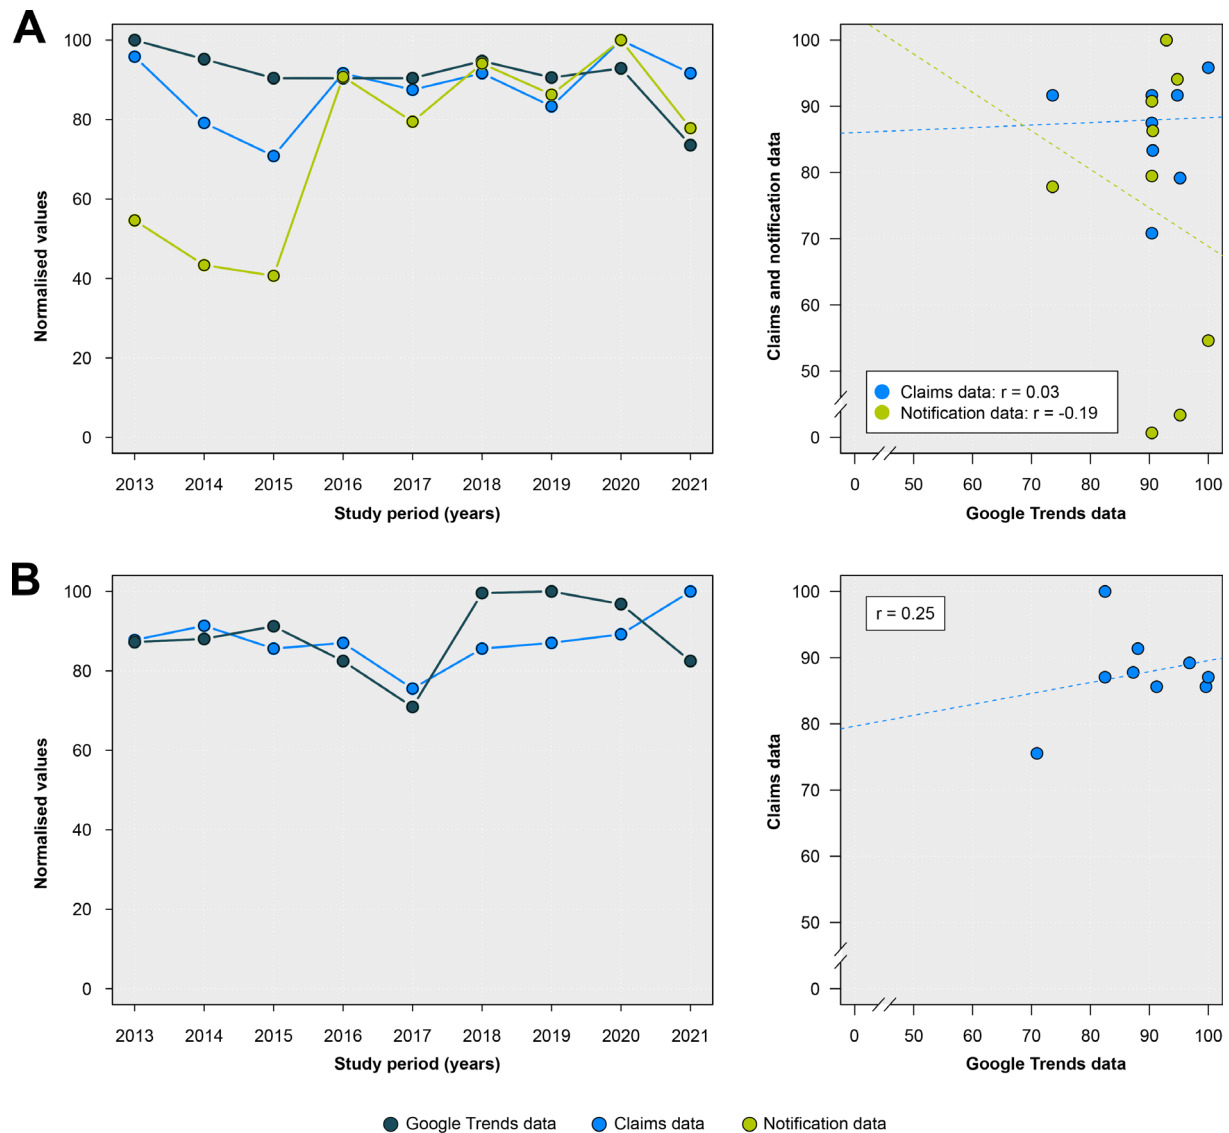 A
Normalised values
100
80
60
40
20
0
2013 2014 2015 2016 2017 2018 2019 2020 2021
Study period (years)
Claims and notification data
100
90
80
70
60
50
0
Claims data: r = 0.03
Notification data: r = -0.19
0 50 60 70 80 90 100
Google Trends data
B
Normalised values
100
80
60
40
20
0
2013 2014 2015 2016 2017 2018 2019 2020 2021
Study period (years)
Claims data
100
90
80
70
60
50
0
r = 0.25
0 50 60 70 80 90 100
Google Trends data
Google Trends data Claims data Notification data